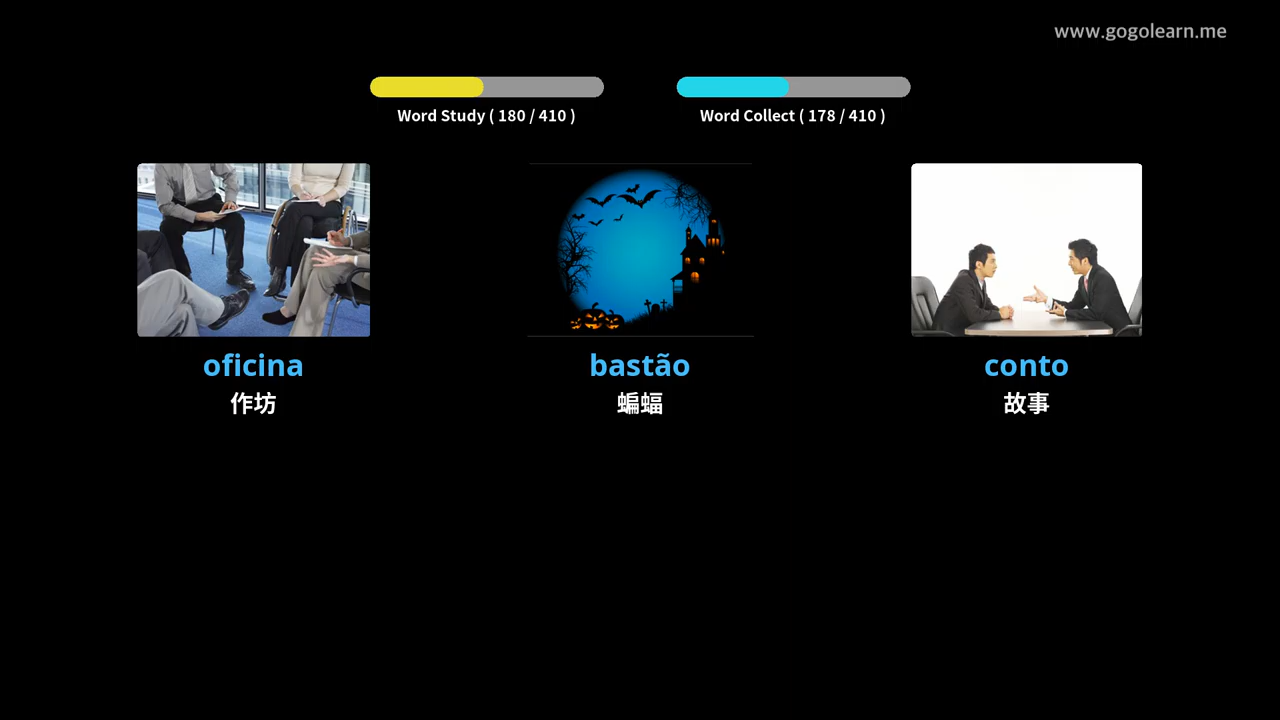 www.gogolearn.me
Word Study ( 180 / 410 )
Word Collect ( 178 / 410 )
oficina
作坊
bastão
蝙蝠
conto
故事